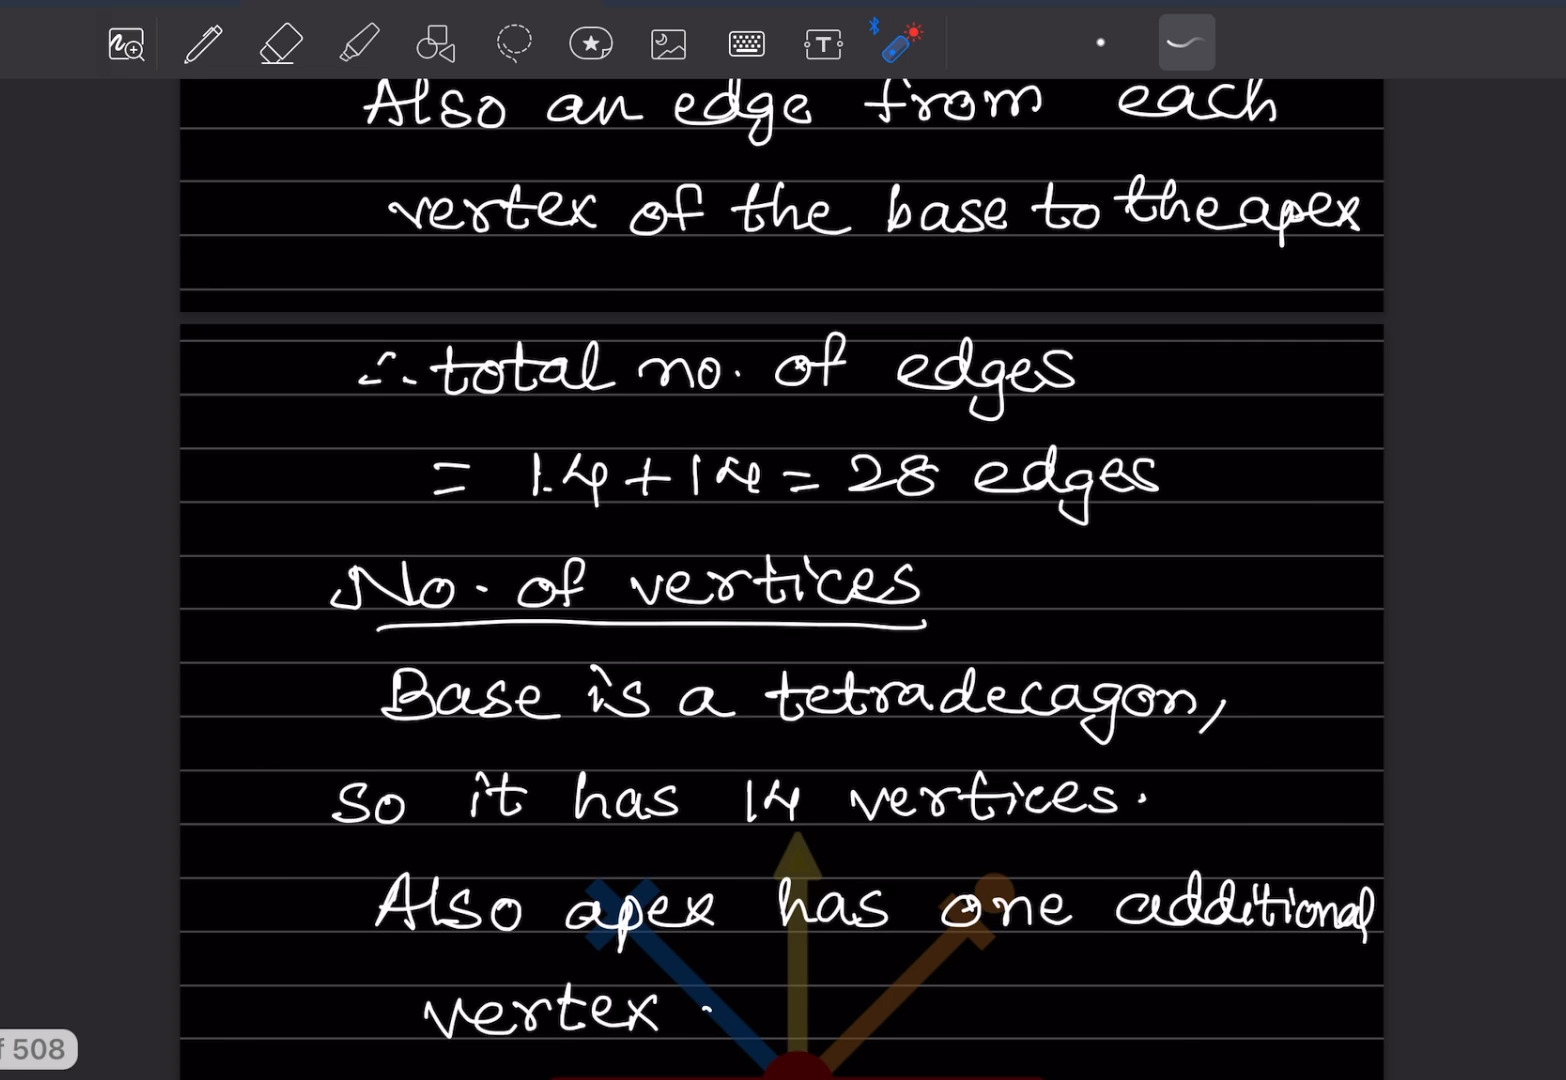 Also an edge from each
vertex of the base to the apex
∴ total no. of edges
= 14 + 14 = 28 edges
No. of vertices
Base is a tetradecagon,
so it has 14 vertices.
Also apex has one additional
vertex.
f 508